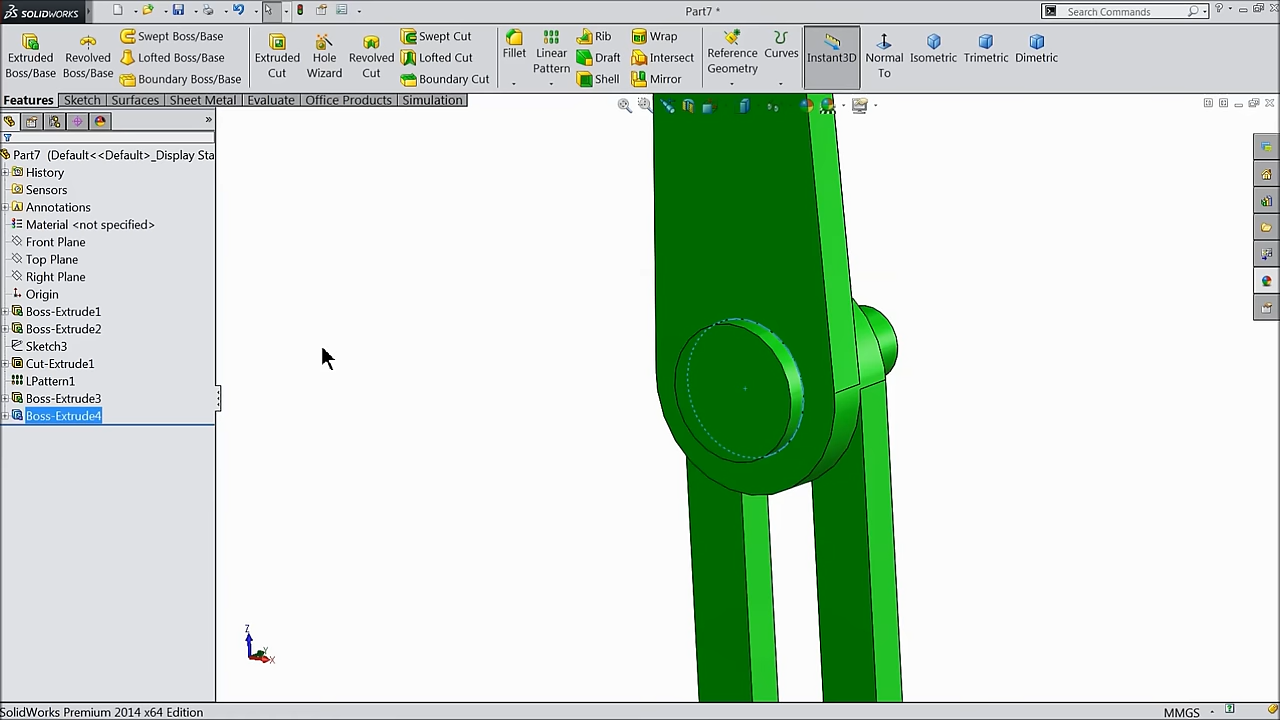 SOLIDWORKS
Part7 *
Search Commands
Extruded Boss/Base
Revolved Boss/Base
Swept Boss/Base
Lofted Boss/Base
Boundary Boss/Base
Extruded Cut
Hole Wizard
Revolved Cut
Swept Cut
Lofted Cut
Boundary Cut
Fillet
Linear Pattern
Rib
Draft
Shell
Wrap
Intersect
Mirror
Reference Geometry
Curves
Instant3D
Normal To
Isometric
Trimetric
Dimetric
Features
Sketch
Surfaces
Sheet Metal
Evaluate
Office Products
Simulation
Part7 (Default<<Default>_Display Sta
History
Sensors
Annotations
Material <not specified>
Front Plane
Top Plane
Right Plane
Origin
Boss-Extrude1
Boss-Extrude2
Sketch3
Cut-Extrude1
LPattern1
Boss-Extrude3
Boss-Extrude4
Z
Y
X
SolidWorks Premium 2014 x64 Edition
MMGS